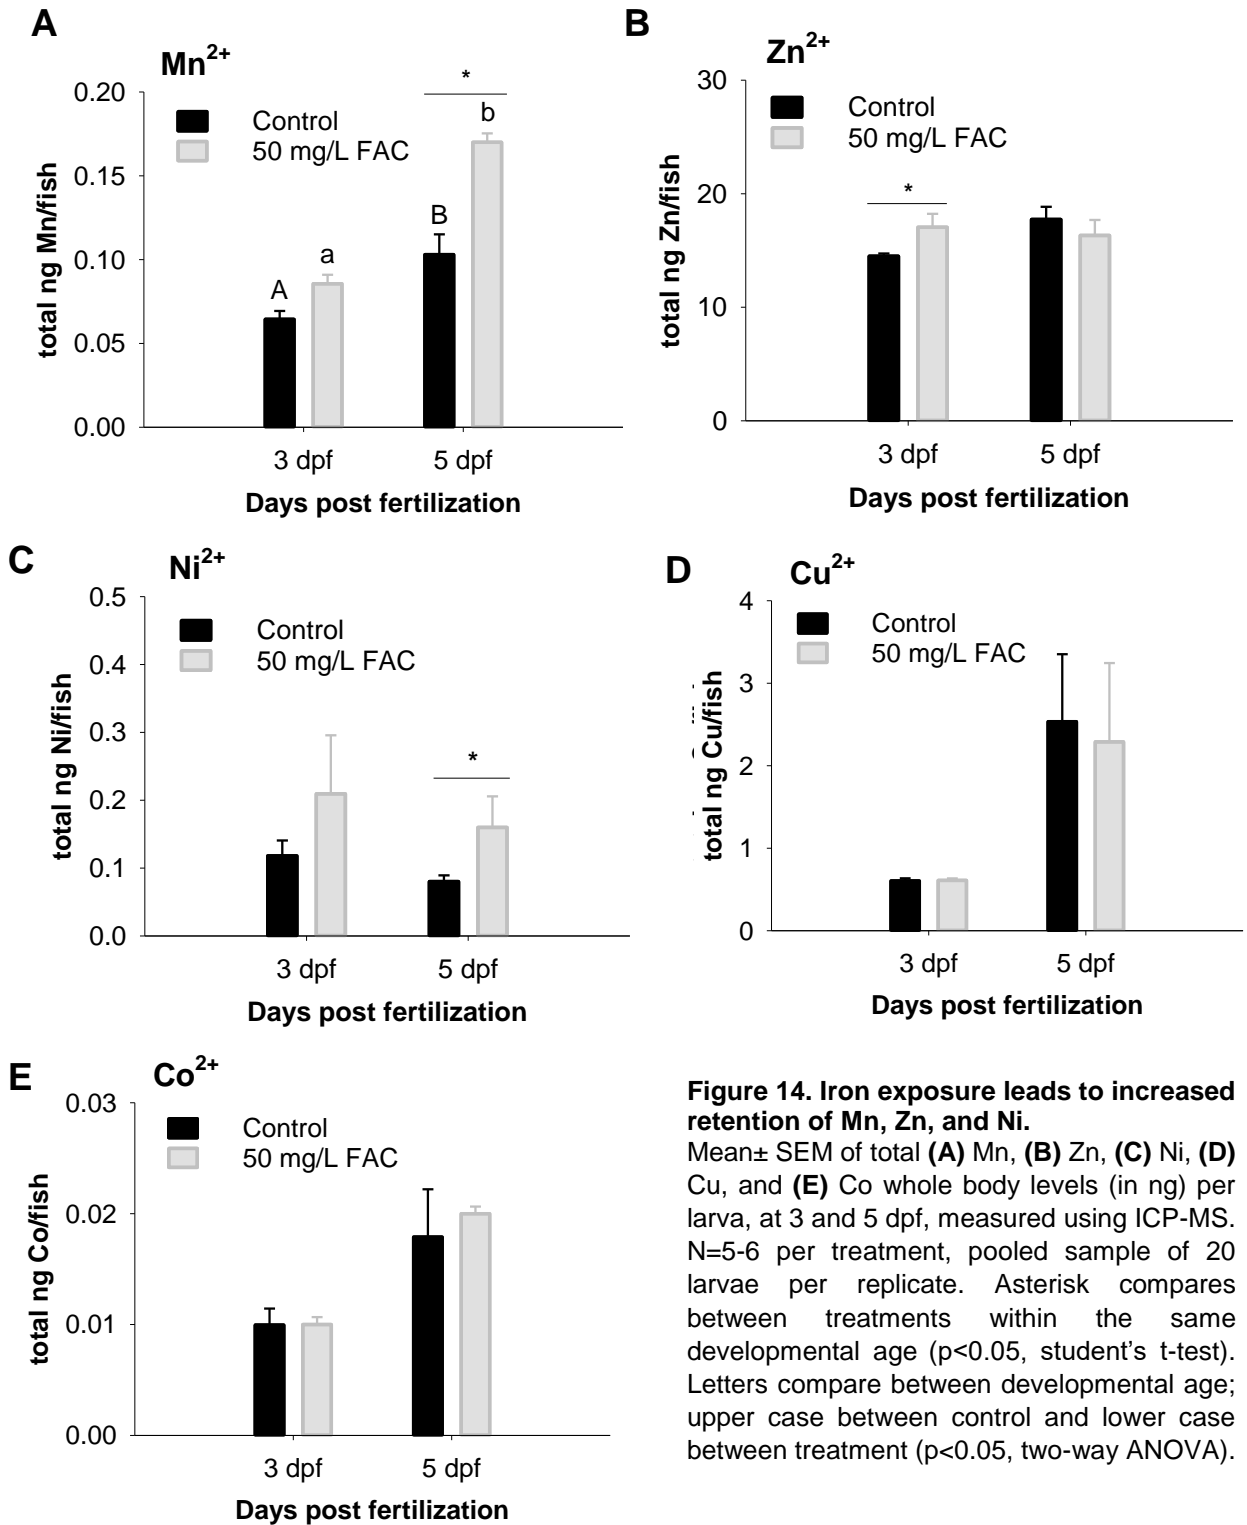 A
Mn2+
*
0.20
Control
50 mg/L FAC
b
0.15
B
a
0.10
A
0.05
0.00
total ng Mn/fish
3 dpf 5 dpf
Days post fertilization
B
Zn2+
30
Control
50 mg/L FAC
20
*
10
0
total ng Zn/fish
3 dpf 5 dpf
Days post fertilization
C
Ni2+
0.5
Control
50 mg/L FAC
0.4
0.3
*
0.2
0.1
0.0
total ng Ni/fish
3 dpf 5 dpf
Days post fertilization
D
Cu2+
4
Control
50 mg/L FAC
3
2
1
0
total ng Cu/fish
3 dpf 5 dpf
Days post fertilization
E
Co2+
0.03
Control
50 mg/L FAC
0.02
0.01
0.00
total ng Co/fish
3 dpf 5 dpf
Days post fertilization
Figure 14. Iron exposure leads to increased
retention of Mn, Zn, and Ni.
Mean± SEM of total (A) Mn, (B) Zn, (C) Ni, (D)
Cu, and (E) Co whole body levels (in ng) per
larva, at 3 and 5 dpf, measured using ICP-MS.
N=5-6 per treatment, pooled sample of 20
larvae per replicate. Asterisk compares
between treatments within the same
developmental age (p<0.05, student's t-test).
Letters compare between developmental age;
upper case between control and lower case
between treatment (p<0.05, two-way ANOVA).